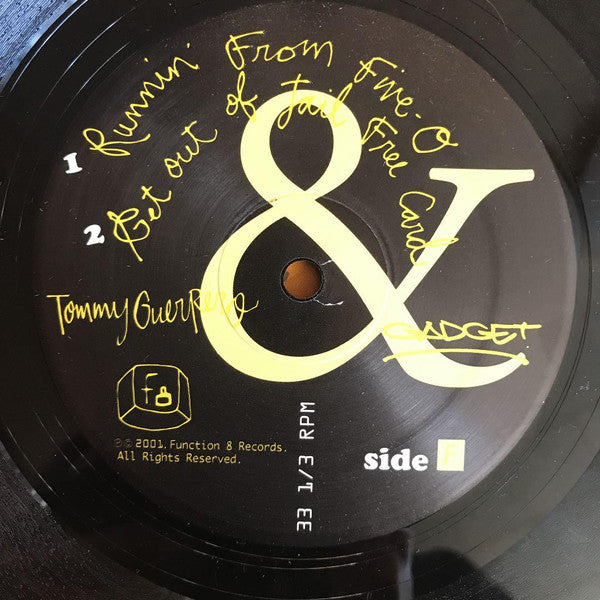 1 Runnin' From Five-O
2 Get out of Jail Free Card
&
Tommy Guerrero
GADGET
F8
℗© 2001. Function 8 Records.
All Rights Reserved.
33 1/3 RPM
side F